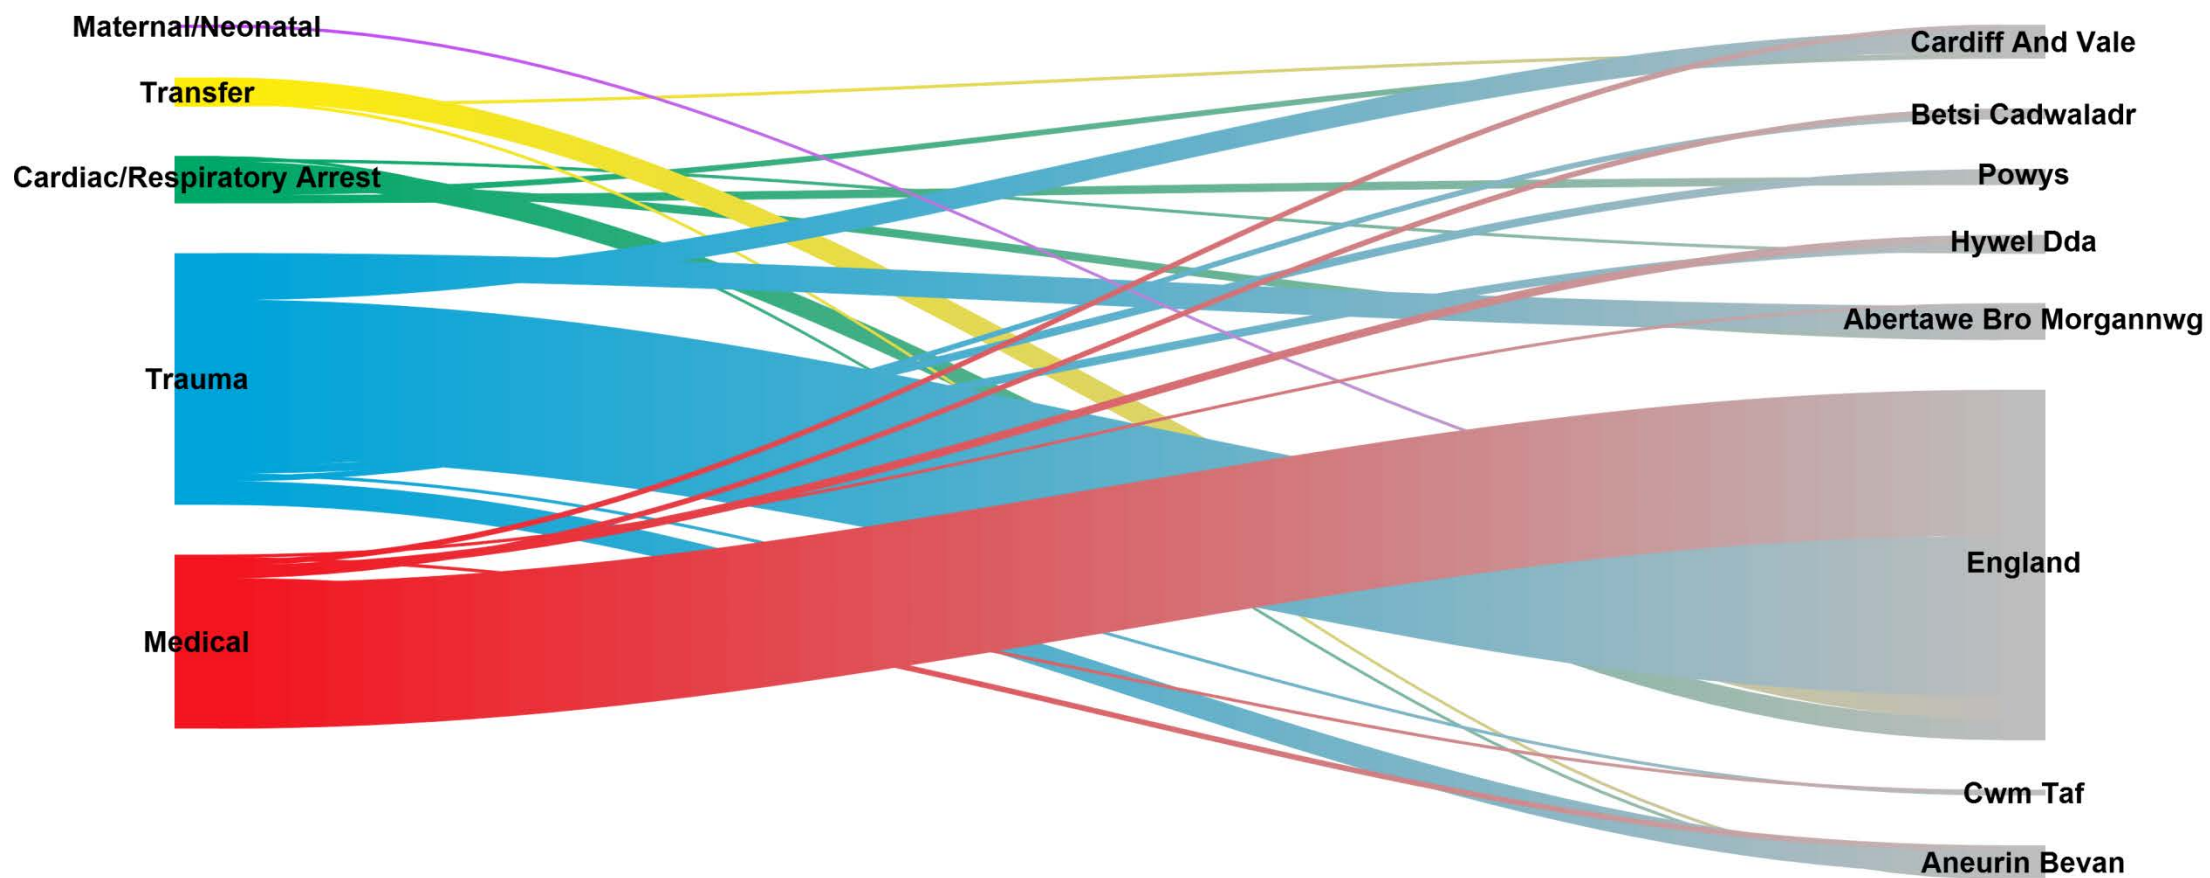 Maternal/Neonatal
Transfer
Cardiac/Respiratory Arrest
Trauma
Medical
Cardiff And Vale
Betsi Cadwaladr
Powys
Hywel Dda
Abertawe Bro Morgannwg
England
Cwm Taf
Aneurin Bevan